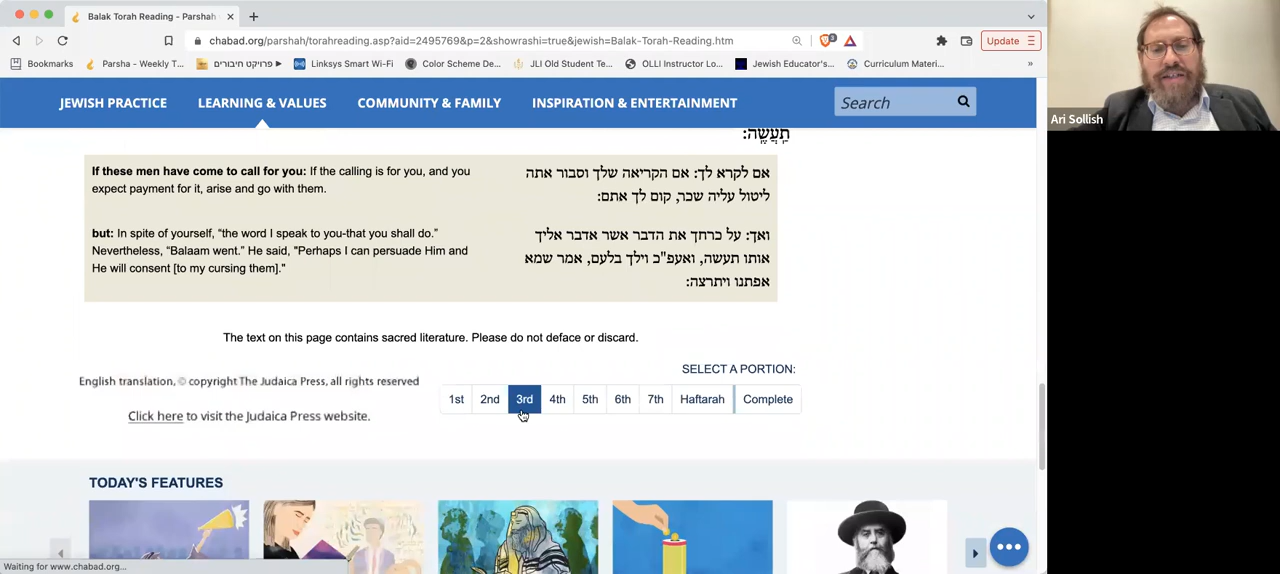 Balak Torah Reading - Parshah
chabad.org/parshah/torahreading.asp?aid=2495769&p=2&showrashi=true&jewish=Balak-Torah-Reading.htm
Update
Bookmarks
Parsha - Weekly T...
פרויקט חיבורים
Linksys Smart Wi-Fi
Color Scheme De...
JLI Old Student Te...
OLLI Instructor Lo...
Jewish Educator's...
Curriculum Materi...
»
JEWISH PRACTICE
LEARNING & VALUES
COMMUNITY & FAMILY
INSPIRATION & ENTERTAINMENT
Search
Ari Sollish
תַֽעֲשֶֽׂה:
If these men have come to call for you: If the calling is for you, and you
expect payment for it, arise and go with them.
אם לקרא לך: אם הקריאה שלך וסבור אתה
ליטול עליה שכר, קום לך אתם:
but: In spite of yourself, “the word I speak to you-that you shall do.”
Nevertheless, “Balaam went.” He said, "Perhaps I can persuade Him and
He will consent [to my cursing them]."
ואך: על כרחך את הדבר אשר אדבר אליך
אותו תעשה, ואעפ"כ וילך בלעם, אמר שמא
אפתנו ויתרצה:
The text on this page contains sacred literature. Please do not deface or discard.
SELECT A PORTION:
English translation, © copyright The Judaica Press, all rights reserved
Click here to visit the Judaica Press website.
1st 2nd 3rd 4th 5th 6th 7th Haftarah Complete
TODAY'S FEATURES
Waiting for www.chabad.org...